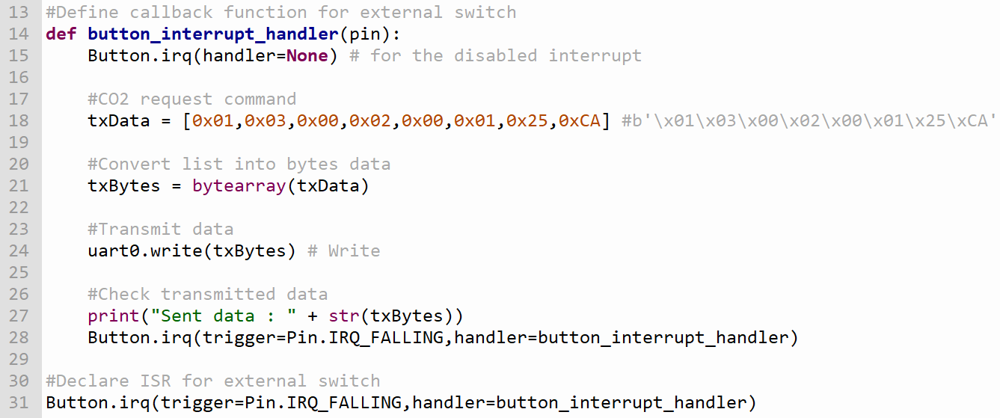 13 #Define callback function for external switch
14 def button_interrupt_handler(pin):
15     Button.irq(handler=None) # for the disabled interrupt
16
17     #CO2 request command
18     txData = [0x01,0x03,0x00,0x02,0x00,0x01,0x25,0xCA] #b'\x01\x03\x00\x02\x00\x01\x25\xCA'
19
20     #Convert list into bytes data
21     txBytes = bytearray(txData)
22
23     #Transmit data
24     uart0.write(txBytes) # Write
25
26     #Check transmitted data
27     print("Sent data : " + str(txBytes))
28     Button.irq(trigger=Pin.IRQ_FALLING,handler=button_interrupt_handler)
29
30 #Declare ISR for external switch
31 Button.irq(trigger=Pin.IRQ_FALLING,handler=button_interrupt_handler)